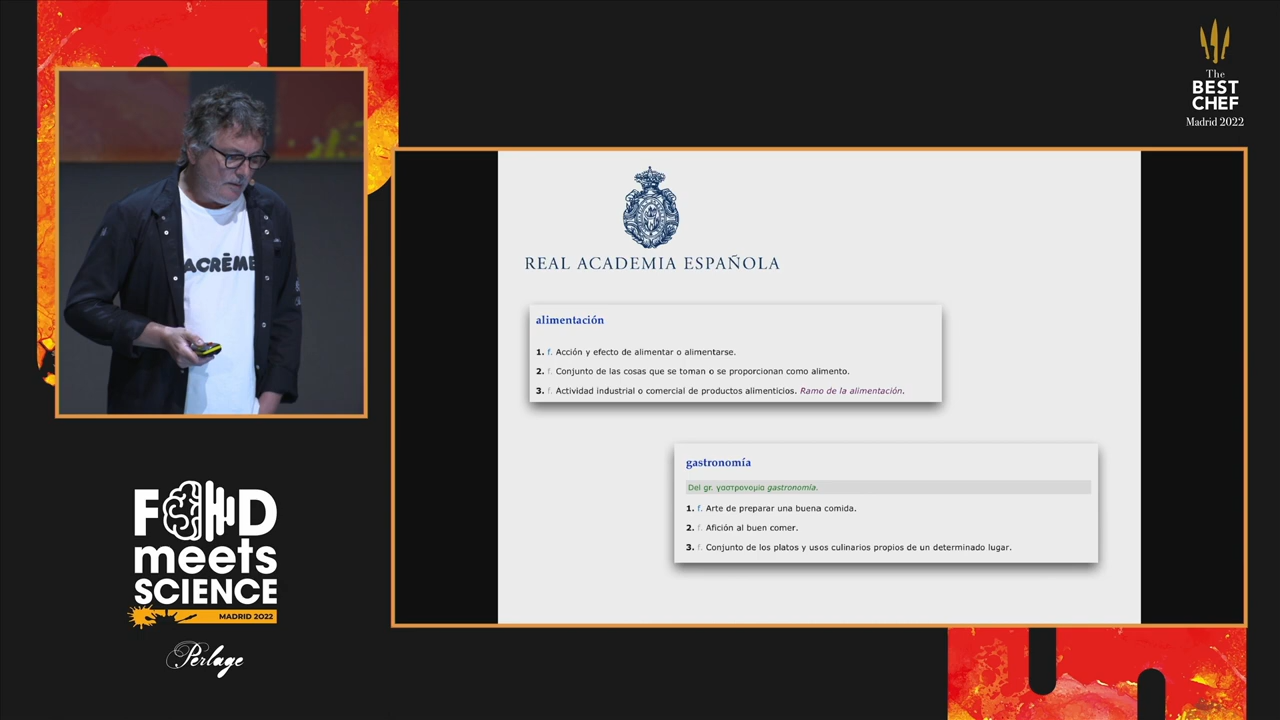 The
BEST
CHEF
Madrid 2022
ACRÈME
REAL ACADEMIA ESPAÑOLA
alimentación
1. f. Acción y efecto de alimentar o alimentarse.
2. f. Conjunto de las cosas que se toman o se proporcionan como alimento.
3. f. Actividad industrial o comercial de productos alimenticios. Ramo de la alimentación.
gastronomía
Del gr. γαστρονομία gastronomía.
1. f. Arte de preparar una buena comida.
2. f. Afición al buen comer.
3. f. Conjunto de los platos y usos culinarios propios de un determinado lugar.
FOOD
meets
SCIENCE
MADRID 2022
Perlage